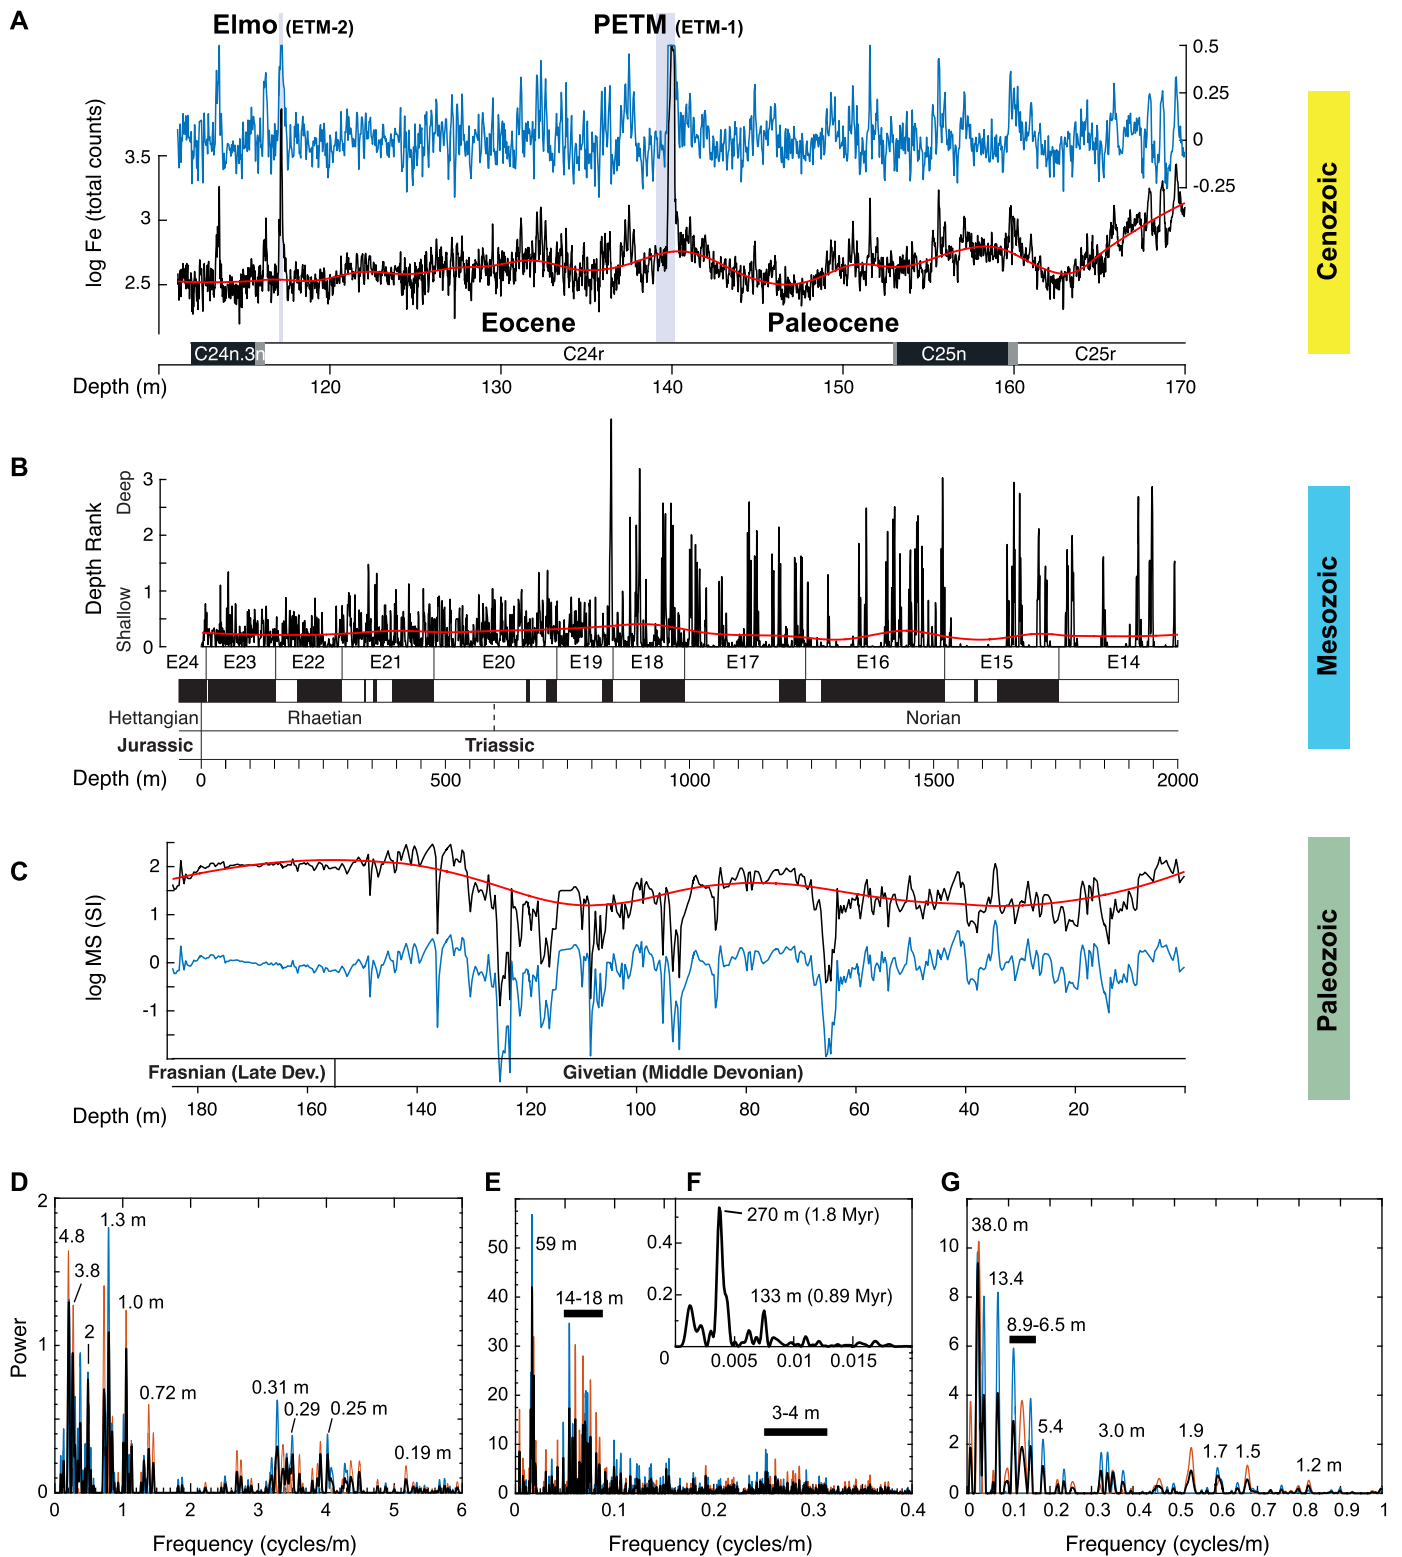 A
Elmo (ETM-2)
PETM (ETM-1)
0.5
0.25
0
-0.25
3.5
3
2.5
log Fe (total counts)
Eocene
Paleocene
C24n.3n
C24r
C25n
C25r
Depth (m)
120
130
140
150
160
170
Cenozoic
B
3
2
1
0
Depth Rank
Shallow
Deep
E24
E23
E22
E21
E20
E19
E18
E17
E16
E15
E14
Hettangian
Rhaetian
Norian
Jurassic
Triassic
Depth (m)
0
500
1000
1500
2000
Mesozoic
C
2
1
0
-1
log MS (SI)
Frasnian (Late Dev.)
Givetian (Middle Devonian)
Depth (m)
180
160
140
120
100
80
60
40
20
Paleozoic
D
2
1
0
Power
4.8
3.8
2
1.3 m
1.0 m
0.72 m
0.31 m
0.29
0.25 m
0.19 m
0
1
2
3
4
5
6
Frequency (cycles/m)
E
50
40
30
20
10
0
59 m
14-18 m
3-4 m
0
0.1
0.2
0.3
0.4
Frequency (cycles/m)
F
0.4
0.2
0
270 m (1.8 Myr)
133 m (0.89 Myr)
0.005
0.01
0.015
G
10
8
6
4
2
0
38.0 m
13.4
8.9-6.5 m
5.4
3.0 m
1.9
1.7
1.5
1.2 m
0
0.1
0.2
0.3
0.4
0.5
0.6
0.7
0.8
0.9
1
Frequency (cycles/m)